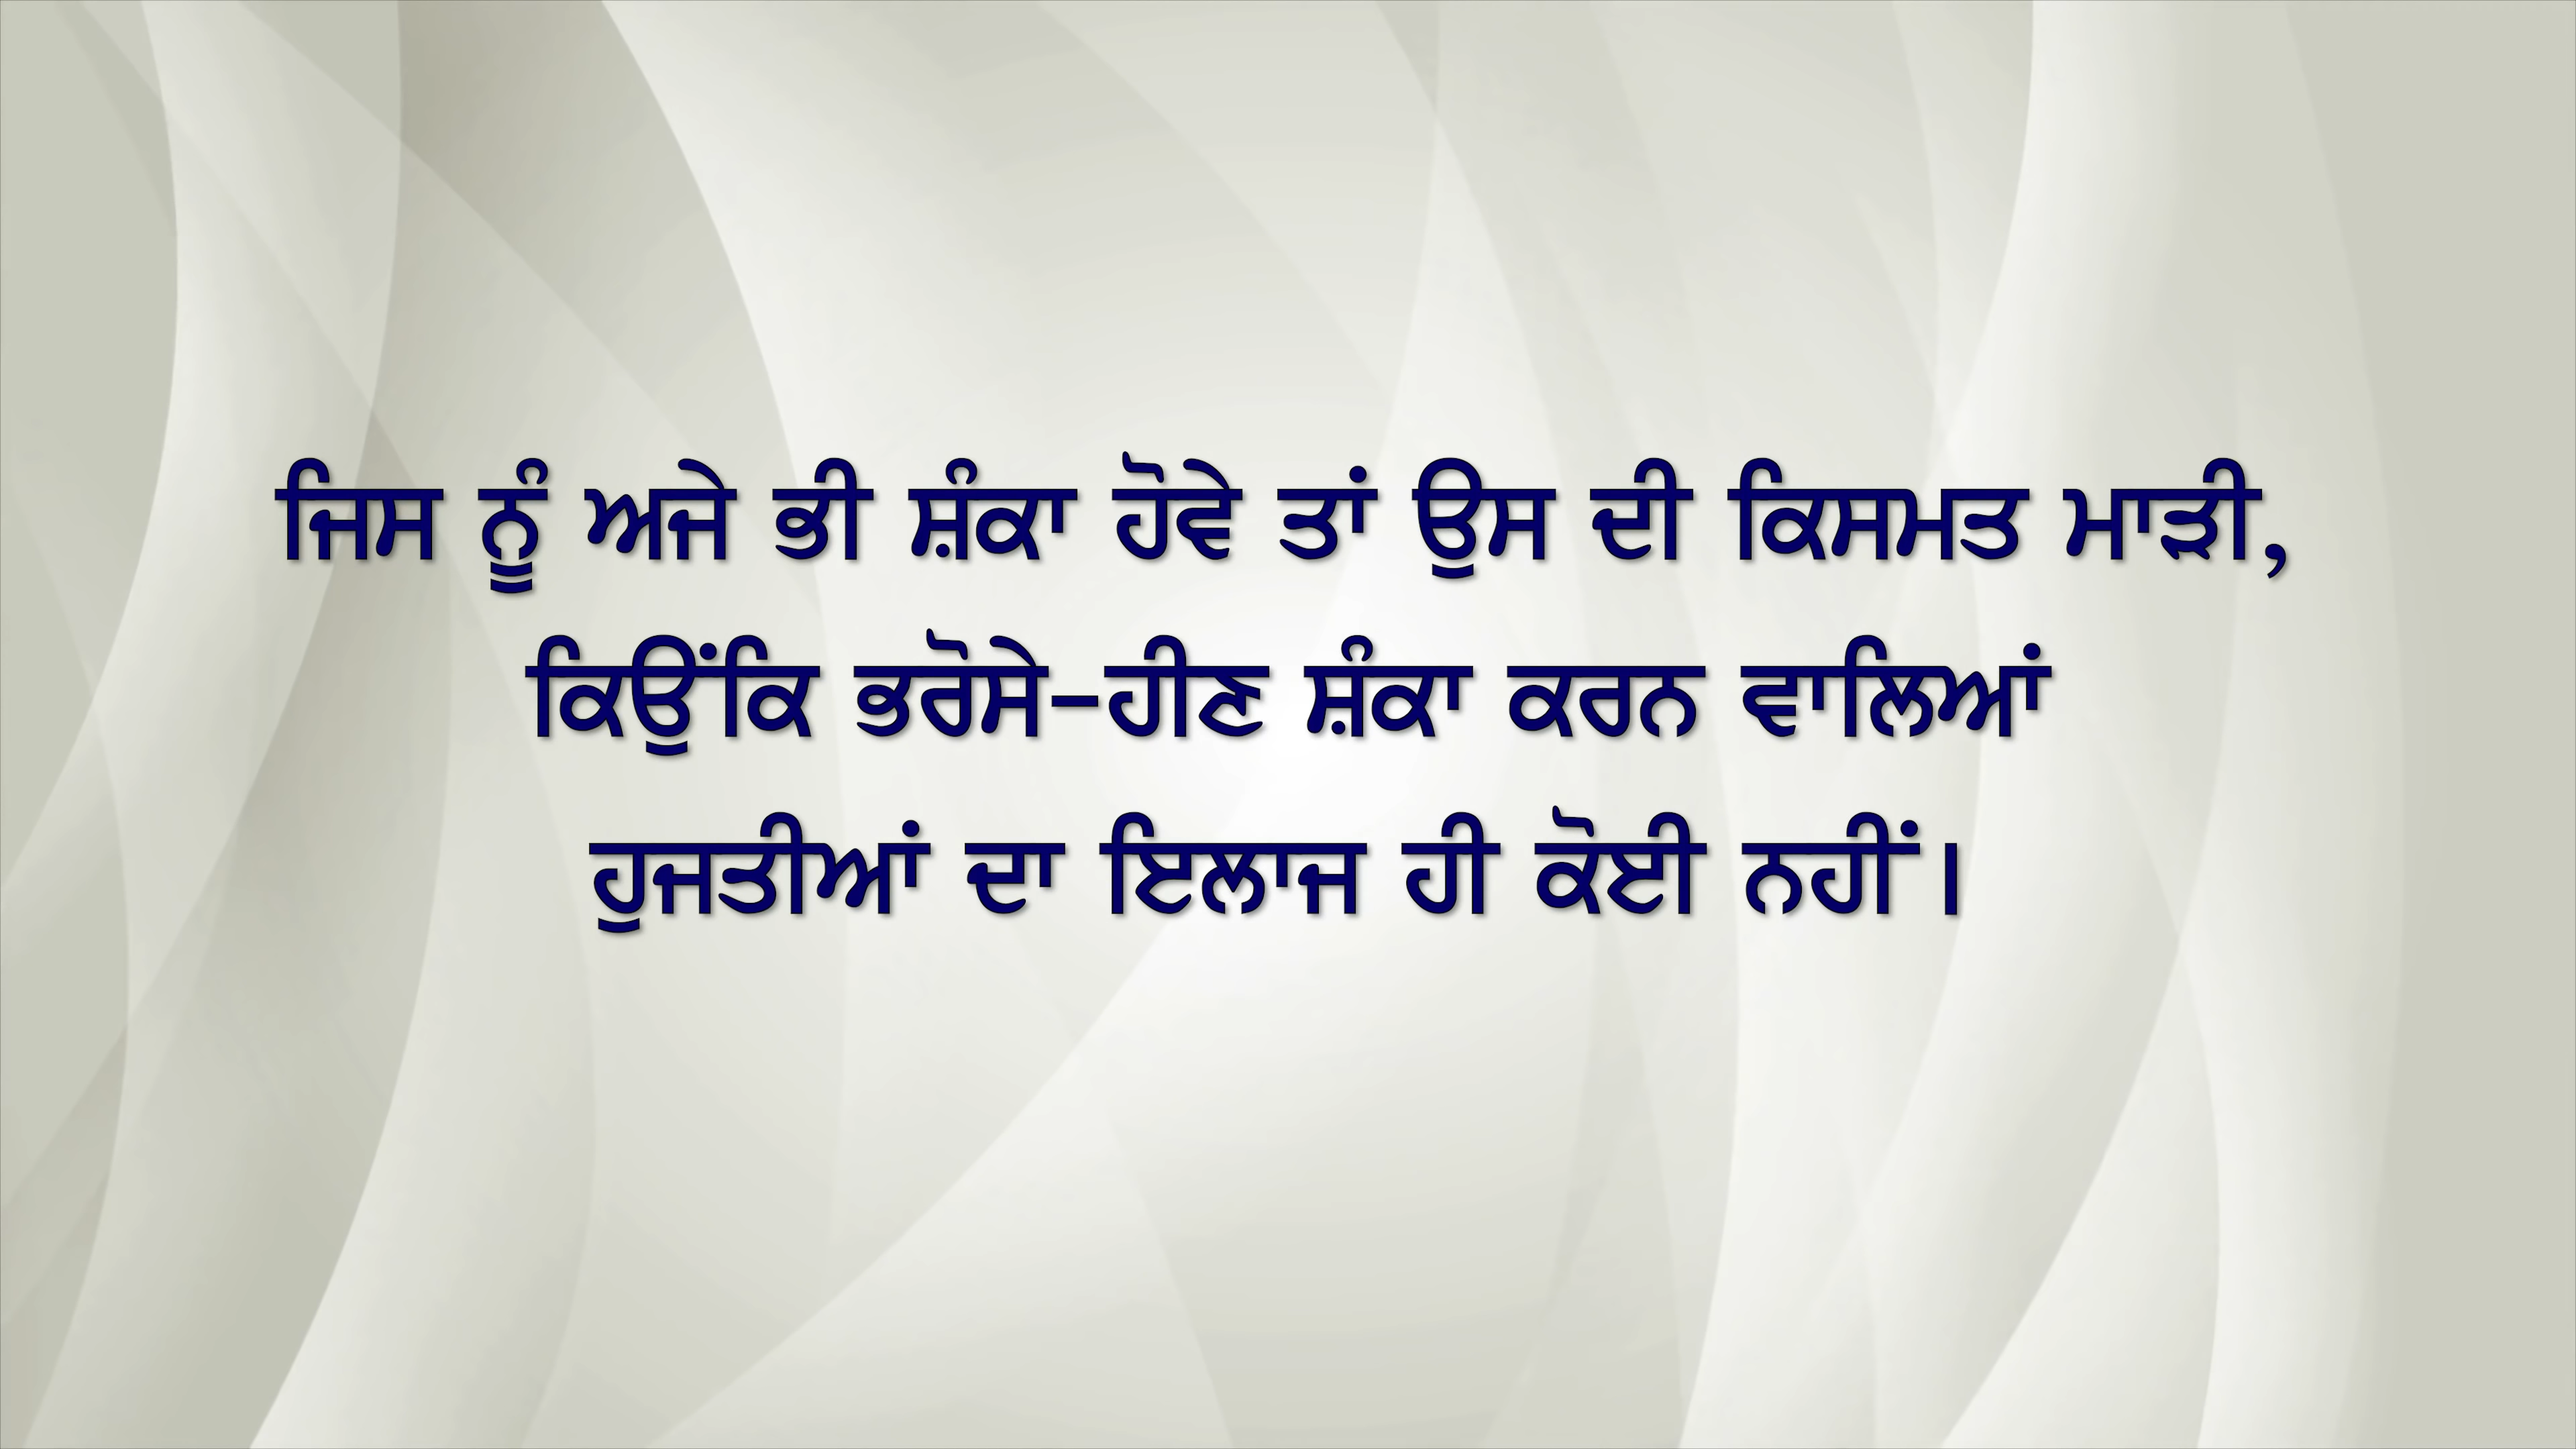 ਜਿਸ ਨੂੰ ਅਜੇ ਭੀ ਸ਼ੰਕਾ ਹੋਵੇ ਤਾਂ ਉਸ ਦੀ ਕਿਸਮਤ ਮਾੜੀ,
ਕਿਉਂਕਿ ਭਰੋਸੇ-ਹੀਣ ਸ਼ੰਕਾ ਕਰਨ ਵਾਲਿਆਂ
ਹੁਜਤੀਆਂ ਦਾ ਇਲਾਜ ਹੀ ਕੋਈ ਨਹੀਂ।